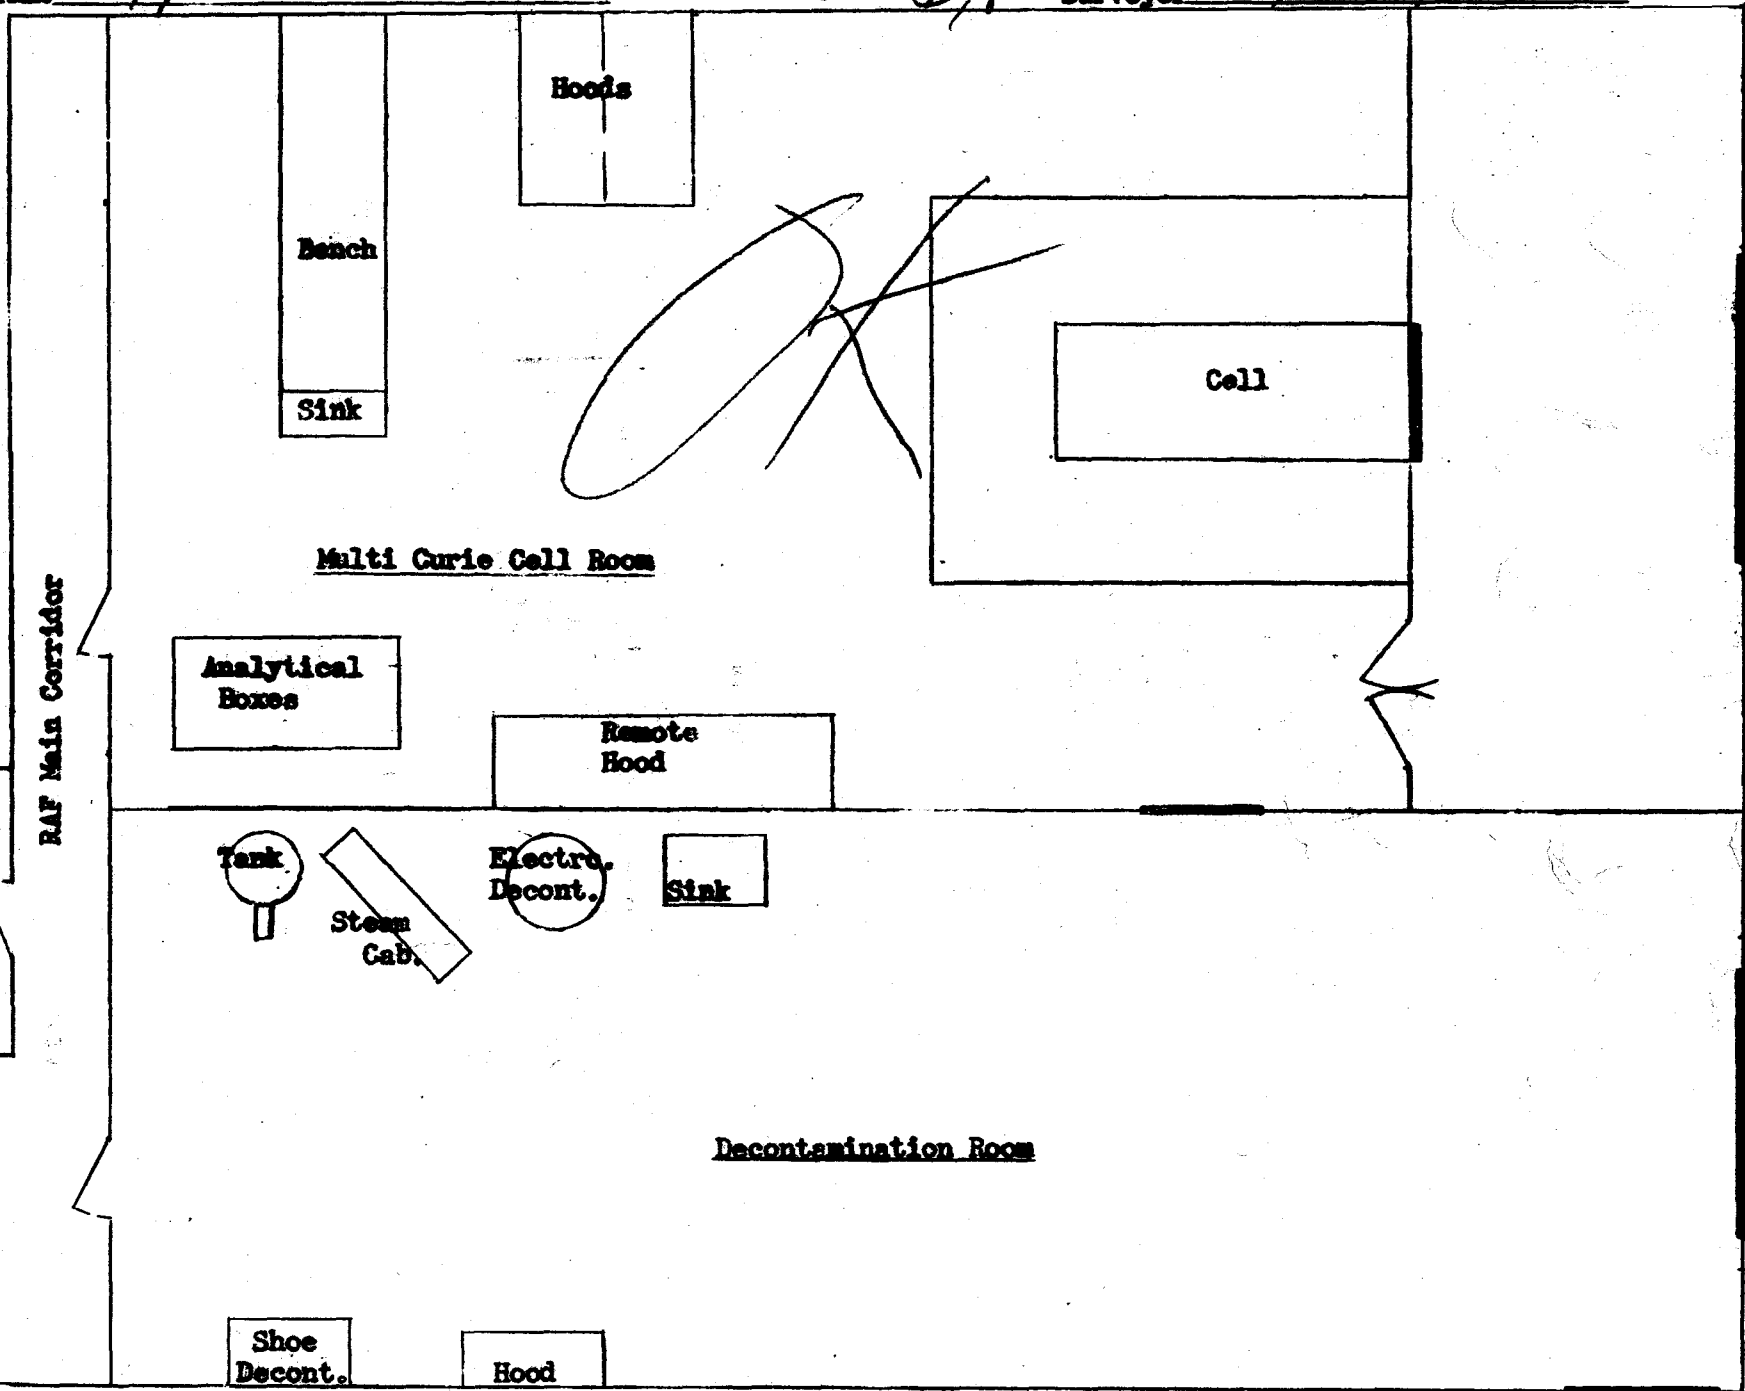 Hoods
Bench
Cell
Sink
Multi Curie Cell Room
RAF Main Corridor
Analytical
Boxes
Remote
Hood
Tank
Electro.
Decont.
Sink
Steam
Cab.
Decontamination Room
Shoe
Decont.
Hood